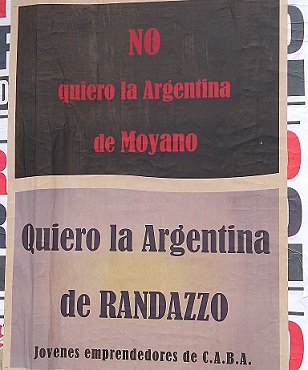 NO
quiero la Argentina
de Moyano
Quiero la Argentina
de RANDAZZO
Jovenes emprendedores de C.A.B.A.